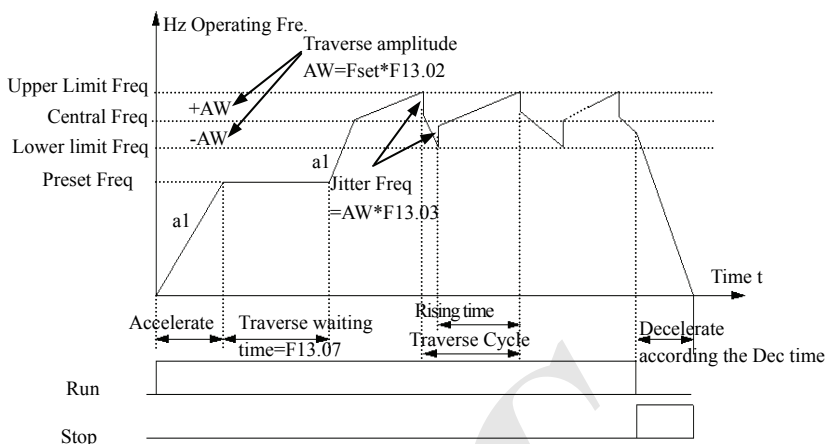 Hz Operating Fre.
Traverse amplitude
AW=Fset*F13.02
Upper Limit Freq
+AW
Central Freq
-AW
Lower limit Freq
a1
Preset Freq
Jitter Freq
=AW*F13.03
a1
Time t
Rising time
Accelerate
Traverse waiting
time=F13.07
Traverse Cycle
Decelerate
according the Dec time
Run
Stop